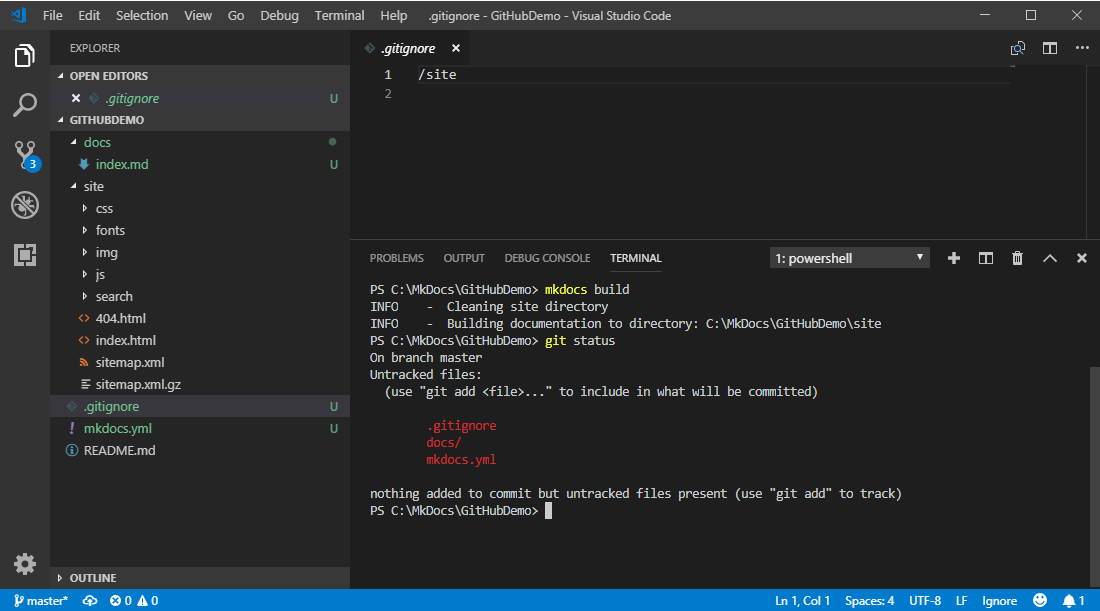 File Edit Selection View Go Debug Terminal Help .gitignore - GitHubDemo - Visual Studio Code
EXPLORER
OPEN EDITORS
.gitignore U
GITHUBDEMO
docs
index.md U
site
css
fonts
img
js
search
404.html
index.html
sitemap.xml
sitemap.xml.gz
.gitignore U
mkdocs.yml U
README.md
OUTLINE
3
.gitignore
1 /site
2
PROBLEMS OUTPUT DEBUG CONSOLE TERMINAL 1: powershell
PS C:\MkDocs\GitHubDemo> mkdocs build
INFO    -  Cleaning site directory
INFO    -  Building documentation to directory: C:\MkDocs\GitHubDemo\site
PS C:\MkDocs\GitHubDemo> git status
On branch master
Untracked files:
  (use "git add <file>..." to include in what will be committed)
        .gitignore
        docs/
        mkdocs.yml
nothing added to commit but untracked files present (use "git add" to track)
PS C:\MkDocs\GitHubDemo>
master* 0 0 Ln 1, Col 1 Spaces: 4 UTF-8 LF Ignore 1